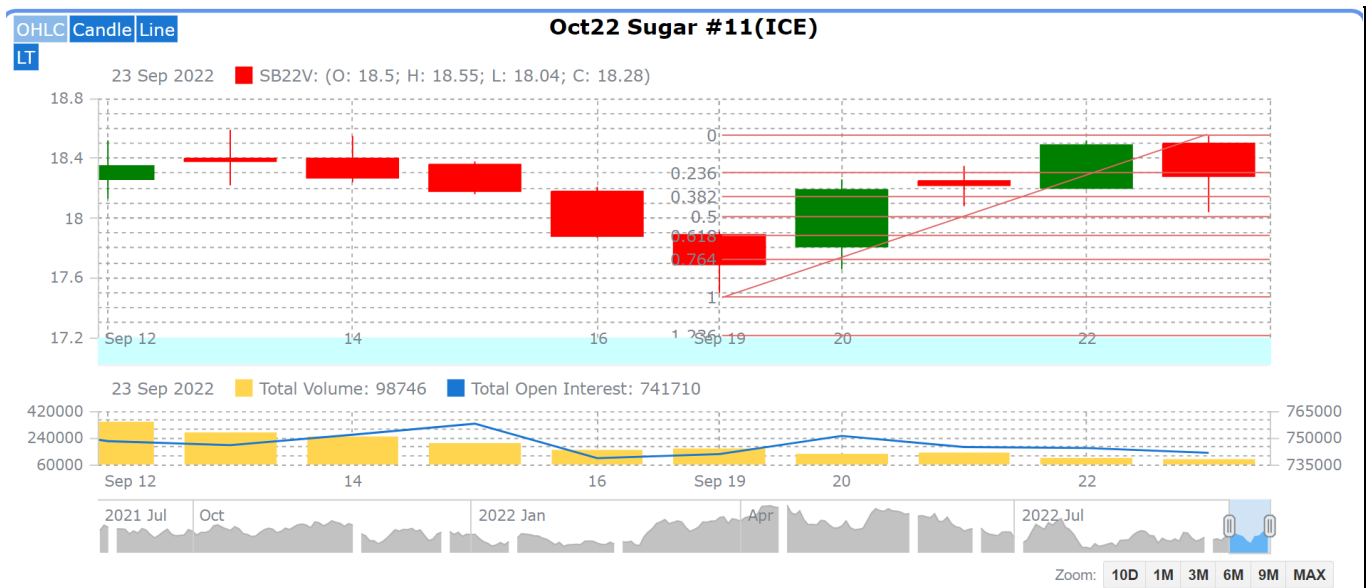 OHLC Candle Line
LT
Oct22 Sugar #11(ICE)
23 Sep 2022 SB22V: (O: 18.5; H: 18.55; L: 18.04; C: 18.28)
18.8
18.4
18
17.6
17.2
0
0.236
0.382
0.5
0.618
0.764
1
1.236
Sep 12 14 16 Sep 19 20 22
23 Sep 2022 Total Volume: 98746 Total Open Interest: 741710
420000 765000
240000 750000
60000 735000
Sep 12 14 16 Sep 19 20 22
2021 Jul Oct 2022 Jan Apr 2022 Jul
Zoom: 10D 1M 3M 6M 9M MAX